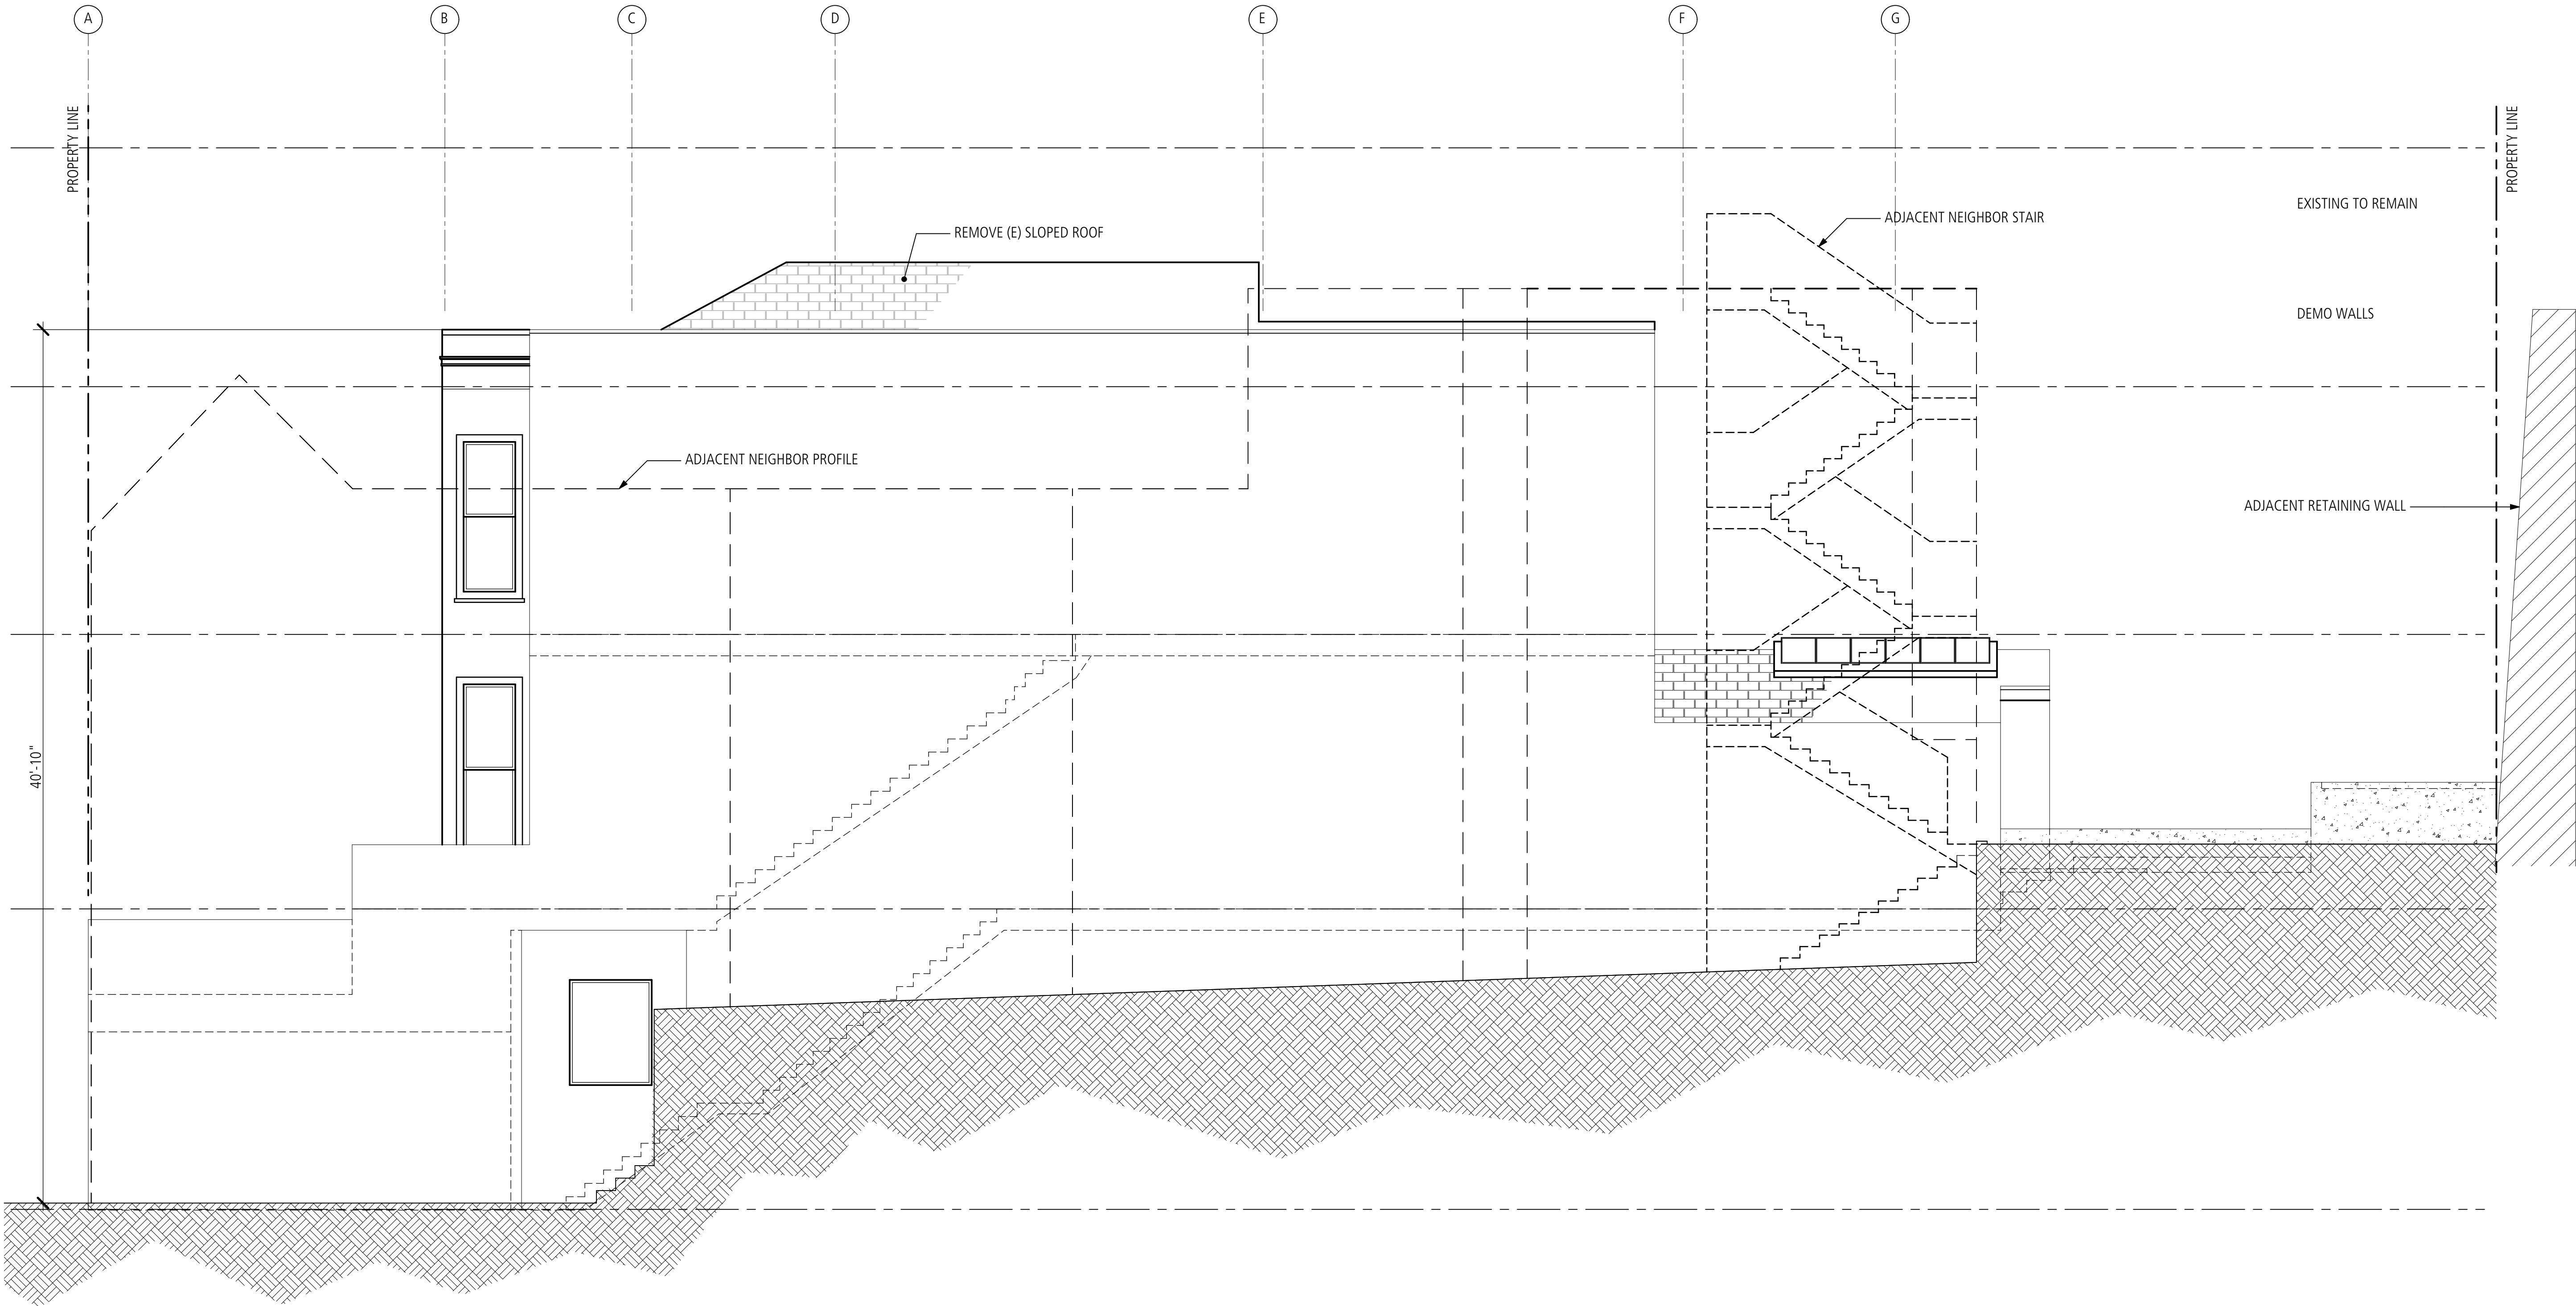 A
B
C
D
E
F
G
PROPERTY LINE
PROPERTY LINE
EXISTING TO REMAIN
ADJACENT NEIGHBOR STAIR
REMOVE (E) SLOPED ROOF
DEMO WALLS
ADJACENT NEIGHBOR PROFILE
ADJACENT RETAINING WALL
40'-10"